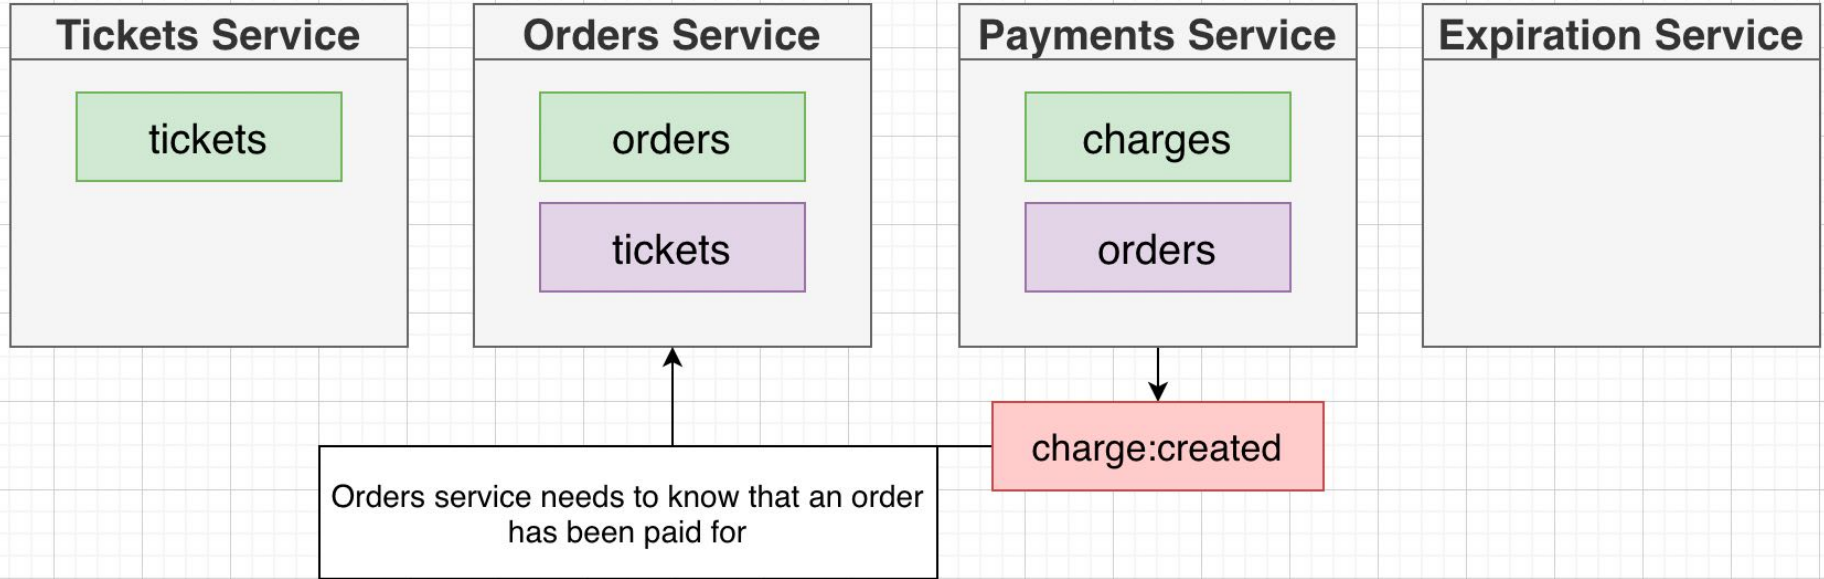 Tickets Service
Orders Service
Payments Service
Expiration Service
tickets
orders
charges
tickets
orders
charge:created
Orders service needs to know that an order
has been paid for